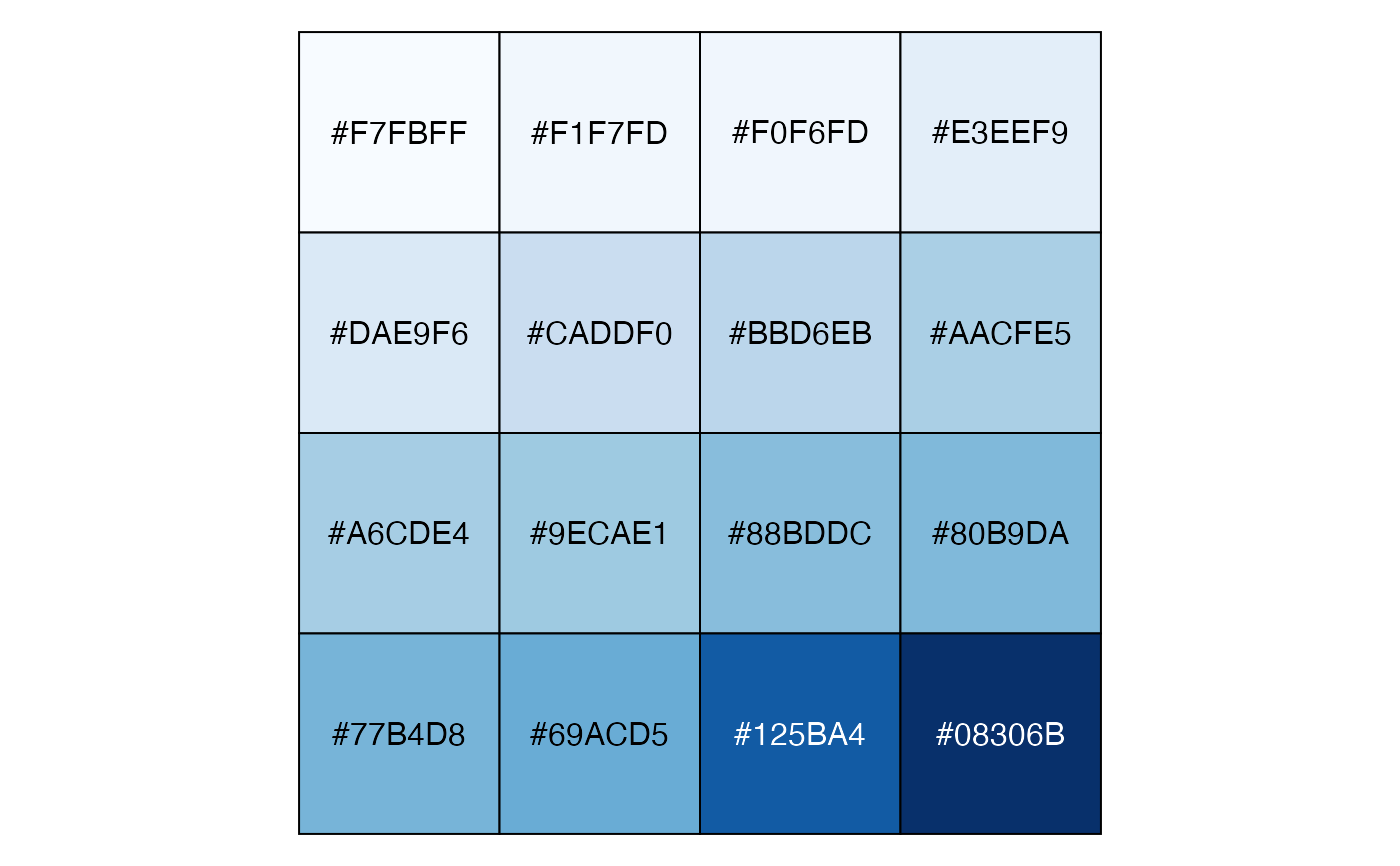 #F7FBFF #F1F7FD #F0F6FD #E3EEF9
#DAE9F6 #CADDF0 #BBD6EB #AACFE5
#A6CDE4 #9ECAE1 #88BDDC #80B9DA
#77B4D8 #69ACD5 #125BA4 #08306B